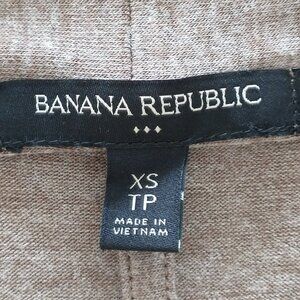 BANANA REPUBLIC
XS
TP
MADE IN
VIETNAM